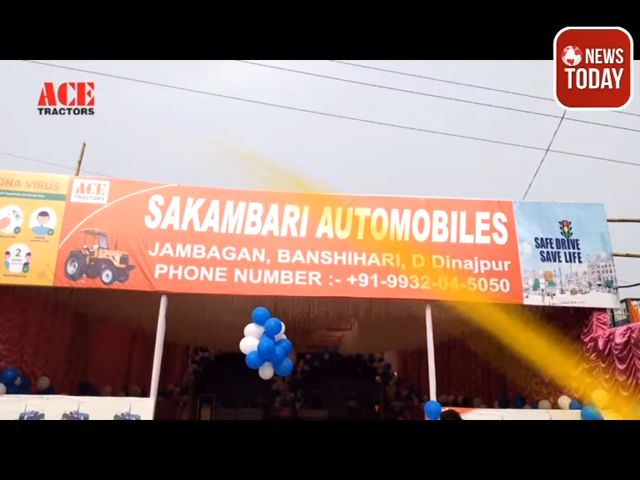 ACE
TRACTORS
NEWS
TODAY
ONA VIRUS
ACE
TRACTORS
SAKAMBARI AUTOMOBILES
JAMBAGAN, BANSHIHARI, D Dinajpur
PHONE NUMBER :- +91-9932-04-5050
SAFE DRIVE
SAVE LIFE
2